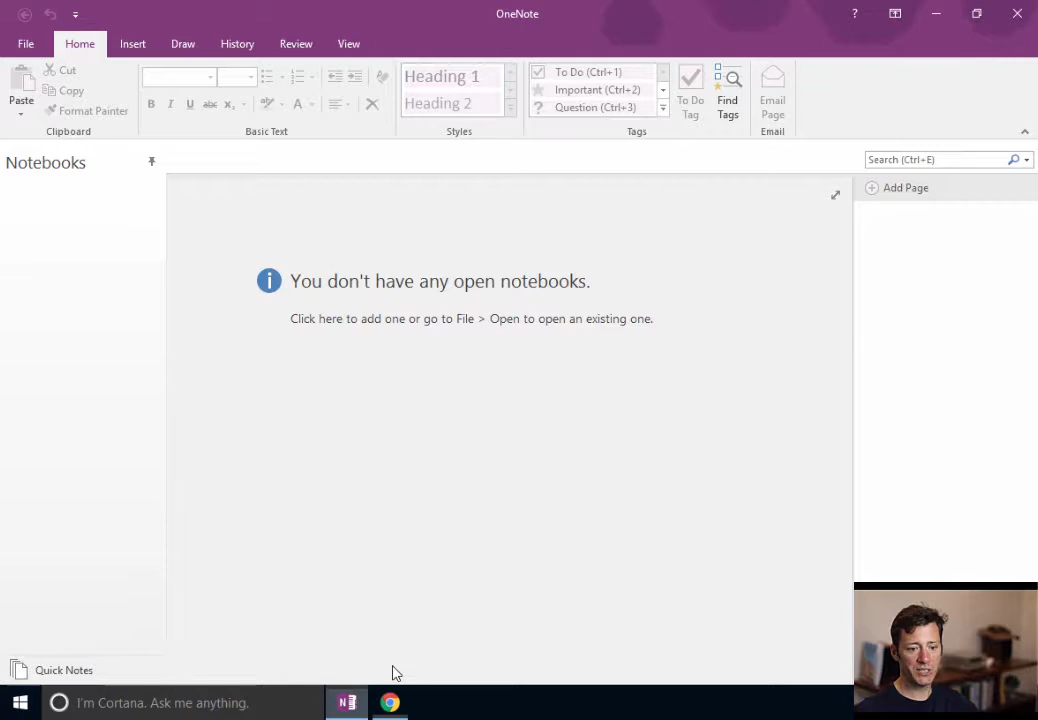 OneNote
?
File Home Insert Draw History Review View
Paste
Cut
Copy
Format Painter
Clipboard
B I U abc x₂ A
Basic Text
Heading 1
Heading 2
Styles
To Do (Ctrl+1)
Important (Ctrl+2)
Question (Ctrl+3)
To Do
Tag
Find
Tags
Tags
Email
Page
Email
Notebooks
Search (Ctrl+E)
Add Page
You don't have any open notebooks.
Click here to add one or go to File > Open to open an existing one.
Quick Notes
I'm Cortana. Ask me anything.
N